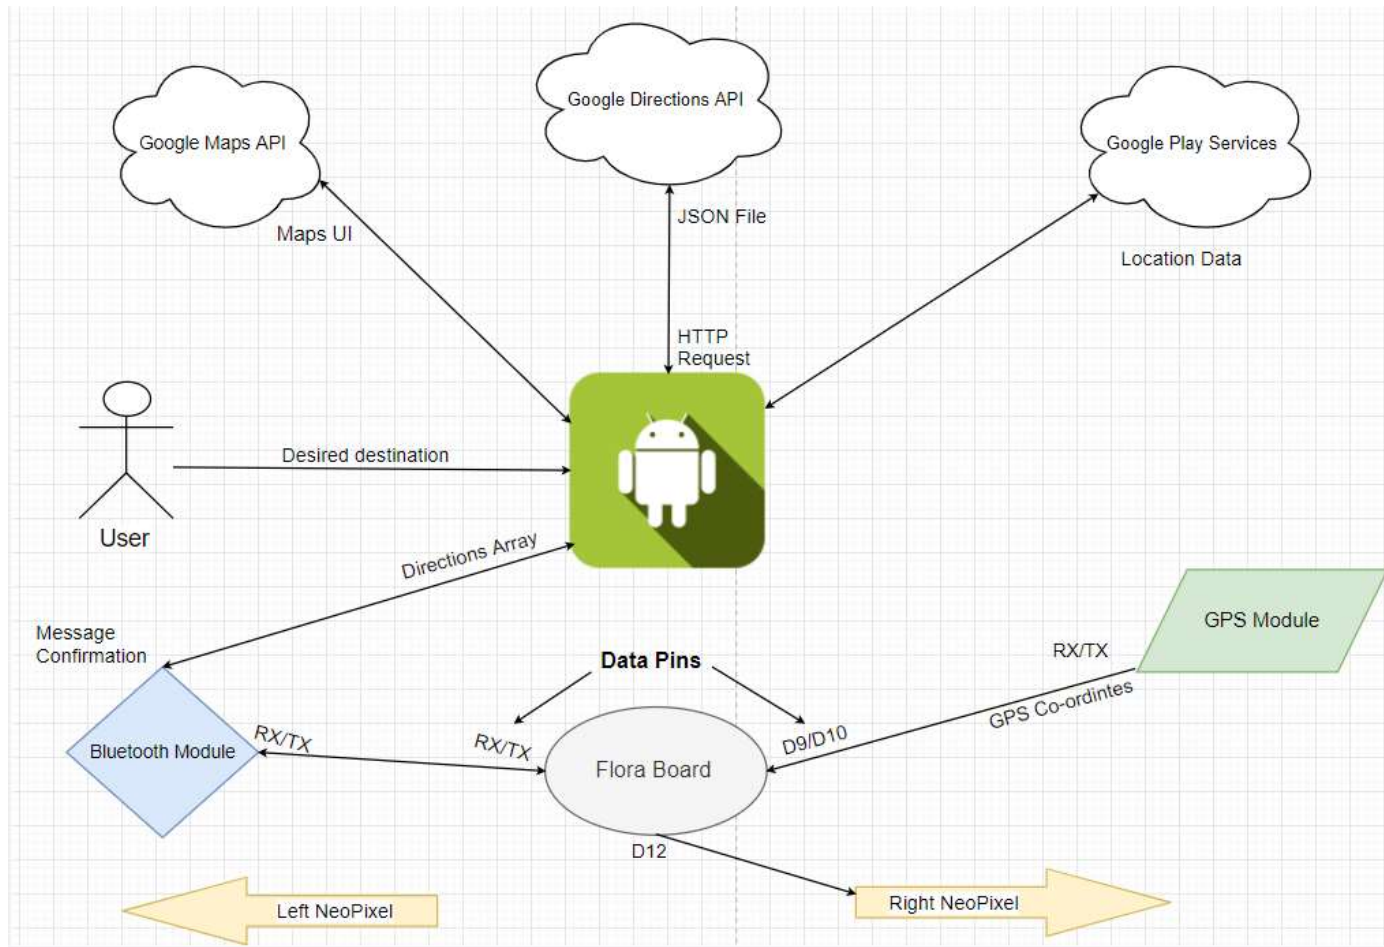 Google Directions API
Google Maps API
Google Play Services
JSON File
Maps UI
Location Data
HTTP
Request
Desired destination
User
Directions Array
GPS Module
Message
Confirmation
Data Pins
RX/TX
GPS Co-ordintes
Bluetooth Module
RX/TX
RX/TX
Flora Board
D9/D10
D12
Left NeoPixel
Right NeoPixel